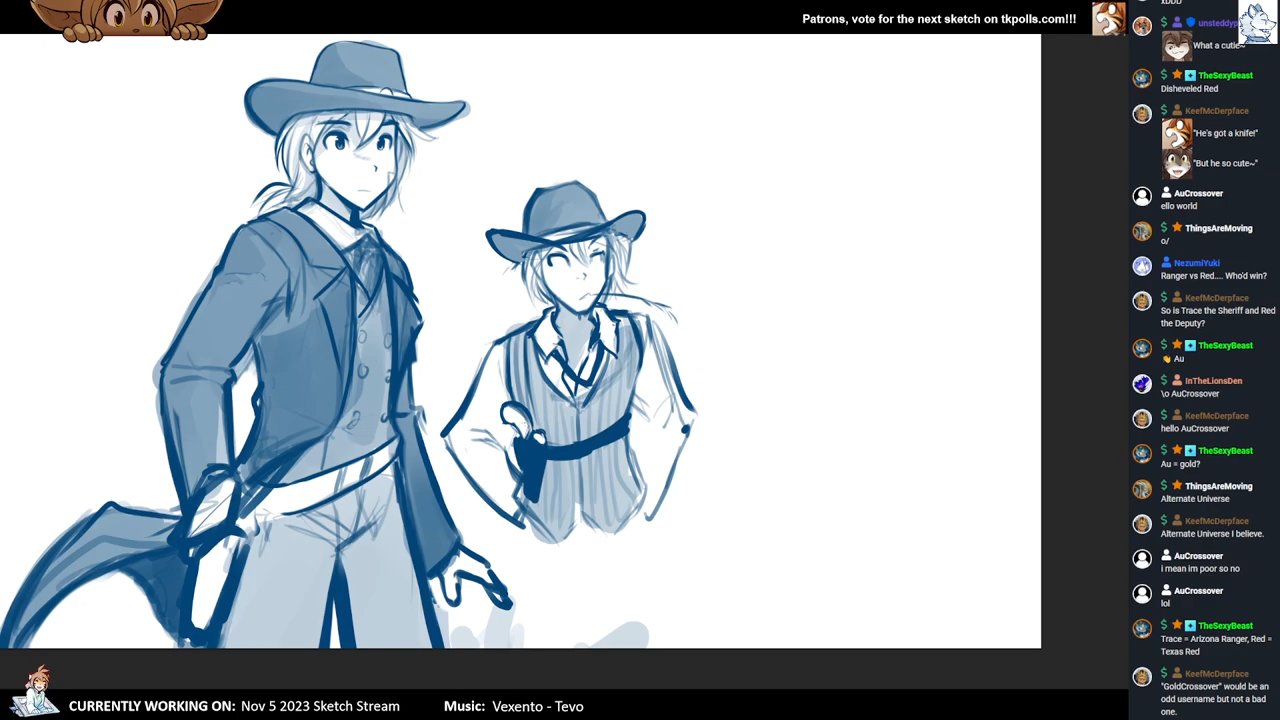 Patrons, vote for the next sketch on tkpolls.com!!!
XDDD
unsteddyp
What a cutie~
TheSexyBeast
Disheveled Red
KeefMcDerpface
"He's got a knife!"
"But he so cute~"
AuCrossover
ello world
ThingsAreMoving
o/
NezumiYuki
Ranger vs Red.... Who'd win?
KeefMcDerpface
So is Trace the Sheriff and Red
the Deputy?
TheSexyBeast
👋 Au
InTheLionsDen
\o AuCrossover
KeefMcDerpface
hello AuCrossover
TheSexyBeast
Au = gold?
ThingsAreMoving
Alternate Universe
KeefMcDerpface
Alternate Universe I believe.
AuCrossover
i mean im poor so no
AuCrossover
lol
TheSexyBeast
Trace = Arizona Ranger, Red =
Texas Red
KeefMcDerpface
"GoldCrossover" would be an
odd username but not a bad
one.
CURRENTLY WORKING ON: Nov 5 2023 Sketch Stream
Music: Vexento - Tevo